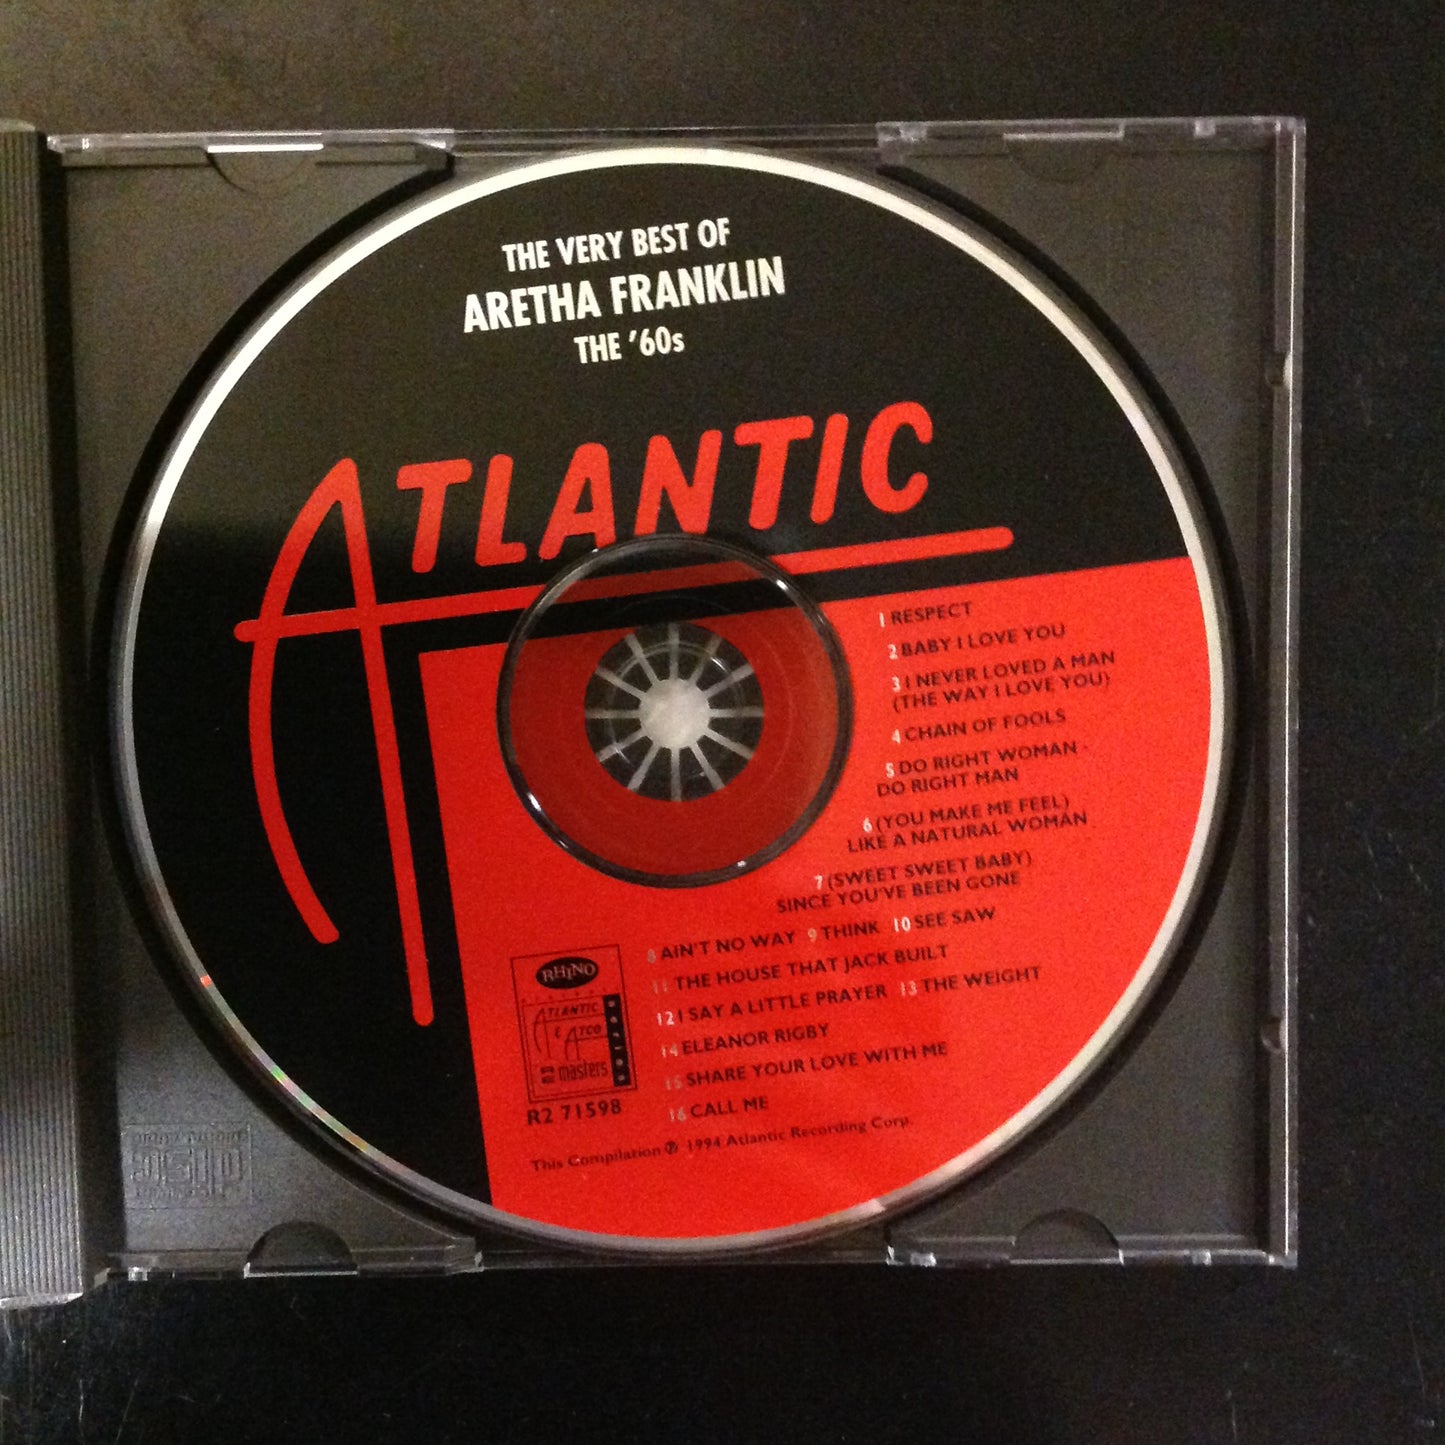 THE VERY BEST OF
ARETHA FRANKLIN
THE '60s
ATLANTIC
1 RESPECT
2 BABY I LOVE YOU
3 I NEVER LOVED A MAN
(THE WAY I LOVE YOU)
4 CHAIN OF FOOLS
5 DO RIGHT WOMAN -
DO RIGHT MAN
6 (YOU MAKE ME FEEL)
LIKE A NATURAL WOMAN
7 (SWEET SWEET BABY)
SINCE YOU'VE BEEN GONE
8 AIN'T NO WAY 9 THINK 10 SEE SAW
11 THE HOUSE THAT JACK BUILT
12 I SAY A LITTLE PRAYER 13 THE WEIGHT
14 ELEANOR RIGBY
15 SHARE YOUR LOVE WITH ME
16 CALL ME
RHINO
ATLANTIC
& ATCO
masters
R2 71598
This Compilation ℗ 1994 Atlantic Recording Corp.